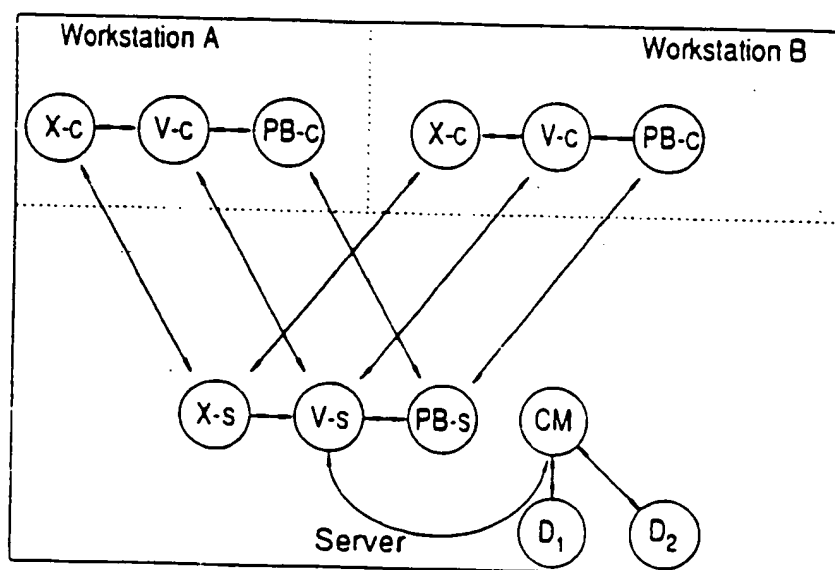 Workstation A
Workstation B
X-c V-c PB-c X-c V-c PB-c
X-s V-s PB-s CM
Server D₁ D₂